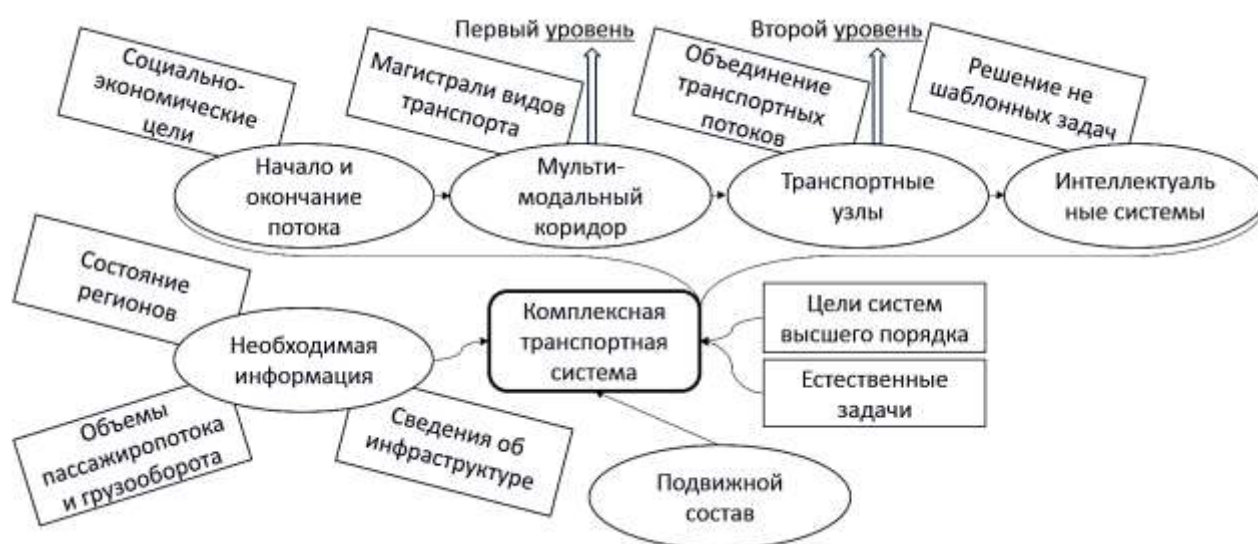 Первый уровень
Второй уровень
Социально-
экономические
цели
Магистрали видов
транспорта
Объединение
транспортных
потоков
Решение не
шаблонных задач
Начало и
окончание
потока
Мульти-
модальный
коридор
Транспортные
узлы
Интеллектуаль
ные системы
Состояние
регионов
Необходимая
информация
Объемы
пассажиропотока
и грузооборота
Сведения об
инфраструктуре
Комплексная
транспортная
система
Цели систем
высшего порядка
Естественные
задачи
Подвижной
состав